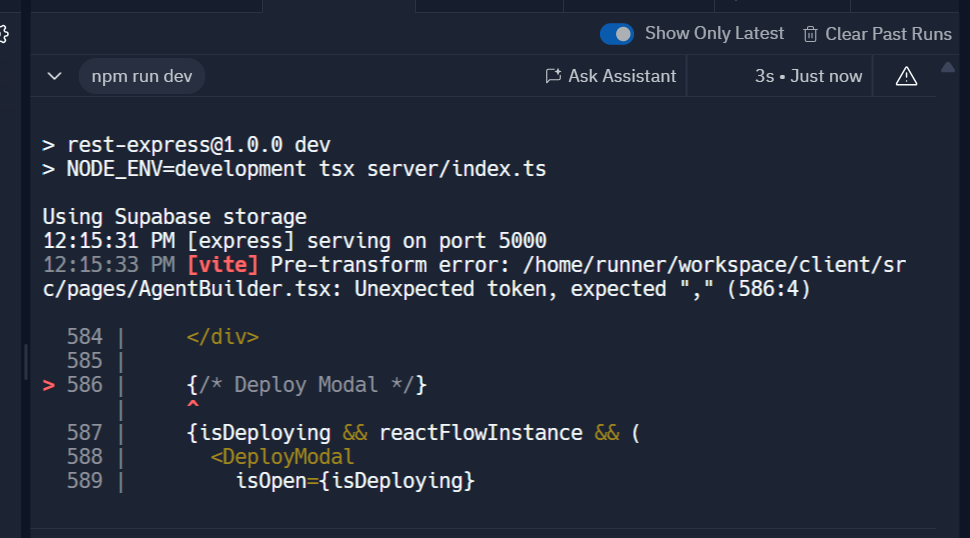 Show Only Latest Clear Past Runs
npm run dev Ask Assistant 3s • Just now
> rest-express@1.0.0 dev
> NODE_ENV=development tsx server/index.ts
Using Supabase storage
12:15:31 PM [express] serving on port 5000
12:15:33 PM [vite] Pre-transform error: /home/runner/workspace/client/sr
c/pages/AgentBuilder.tsx: Unexpected token, expected "," (586:4)
584 | </div>
585 |
> 586 | {/* Deploy Modal */}
| ^
587 | {isDeploying && reactFlowInstance && (
588 | <DeployModal
589 | isOpen={isDeploying}